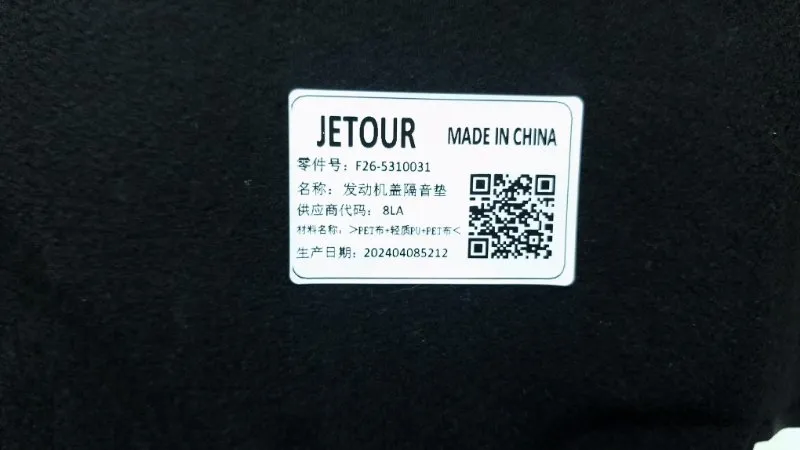 JETOUR MADE IN CHINA
零件号：F26-5310031
名称：发动机盖隔音垫
供应商代码：8LA
材料名称：>PET布+轻质PU+PET布<
生产日期：202404085212